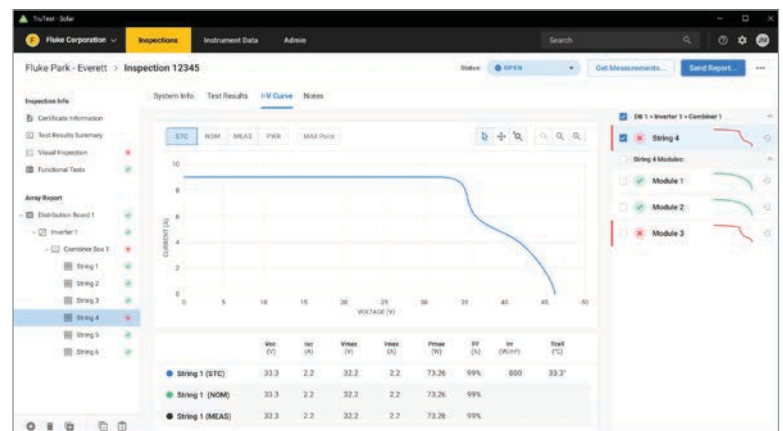 TruTest - Solar
Fluke Corporation
Inspections
Instrument Data
Admin
Search
JM
Fluke Park - Everett > Inspection 12345
Status:
OPEN
Get Measurements...
Send Report...
Inspection Info
Certificate Information
Test Results Summary
Visual Inspection
Functional Tests
Array Report
Distribution Board 1
Inverter 1
Combiner Box 1
String 1
String 2
String 3
String 4
String 5
String 6
System Info Test Results I-V Curve Notes
STC NOM MEAS PWR MAX Point
CURRENT (A)
10
8
6
4
2
0
0 5 10 15 20 25 30 35 40 45 50
VOLTAGE (V)
Voc (V) Isc (A) Vmax (V) Imax (A) Pmax (W) FF (%) Irr (W/m²) Tcell (°C)
String 1 (STC) 33.3 2.2 32.2 2.2 73.26 99% 800 33.3°
String 1 (NOM) 33.3 2.2 32.2 2.2 73.26 99%
String 1 (MEAS) 33.3 2.2 32.2 2.2 73.26 99%
DB 1 > Inverter 1 > Combiner 1
String 4
String 4 Modules:
Module 1
Module 2
Module 3